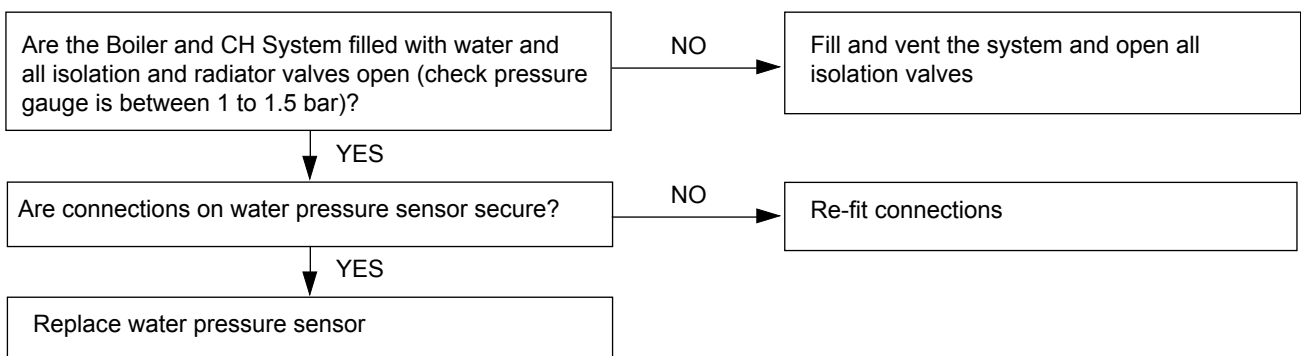 Are the Boiler and CH System filled with water and
all isolation and radiator valves open (check pressure
gauge is between 1 to 1.5 bar)?
NO
Fill and vent the system and open all
isolation valves
YES
Are connections on water pressure sensor secure?
NO
Re-fit connections
YES
Replace water pressure sensor